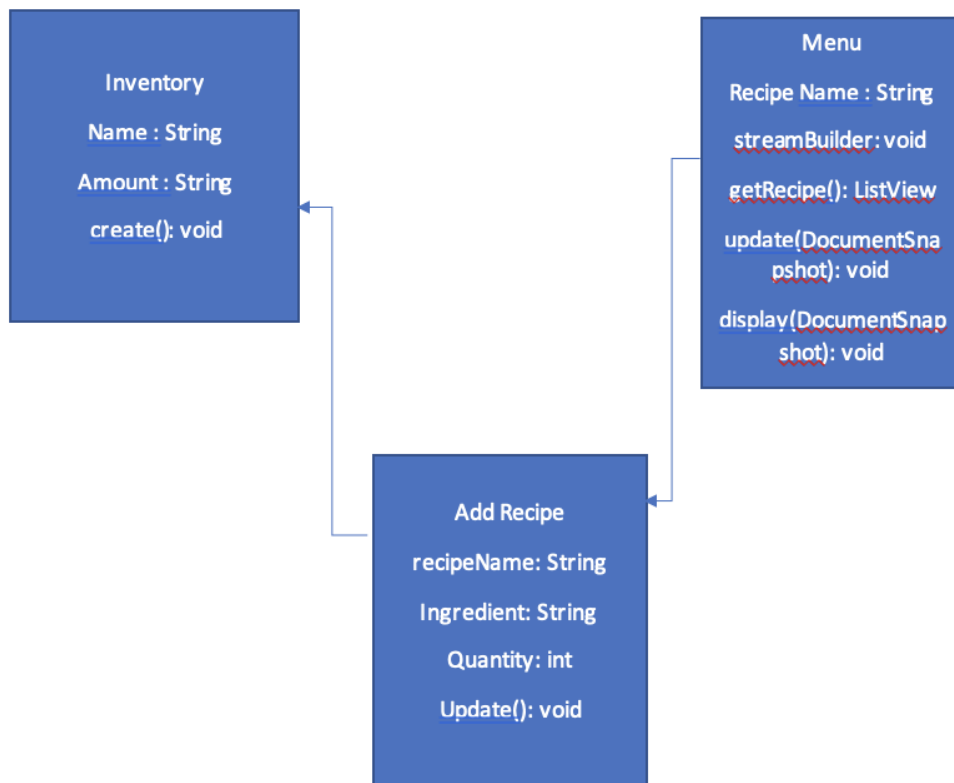 Inventory
Name : String
Amount : String
create(): void
Menu
Recipe Name : String
streamBuilder: void
getRecipe(): ListView
update(DocumentSna
pshot): void
display(DocumentSnap
shot): void
Add Recipe
recipeName: String
Ingredient: String
Quantity: int
Update(): void